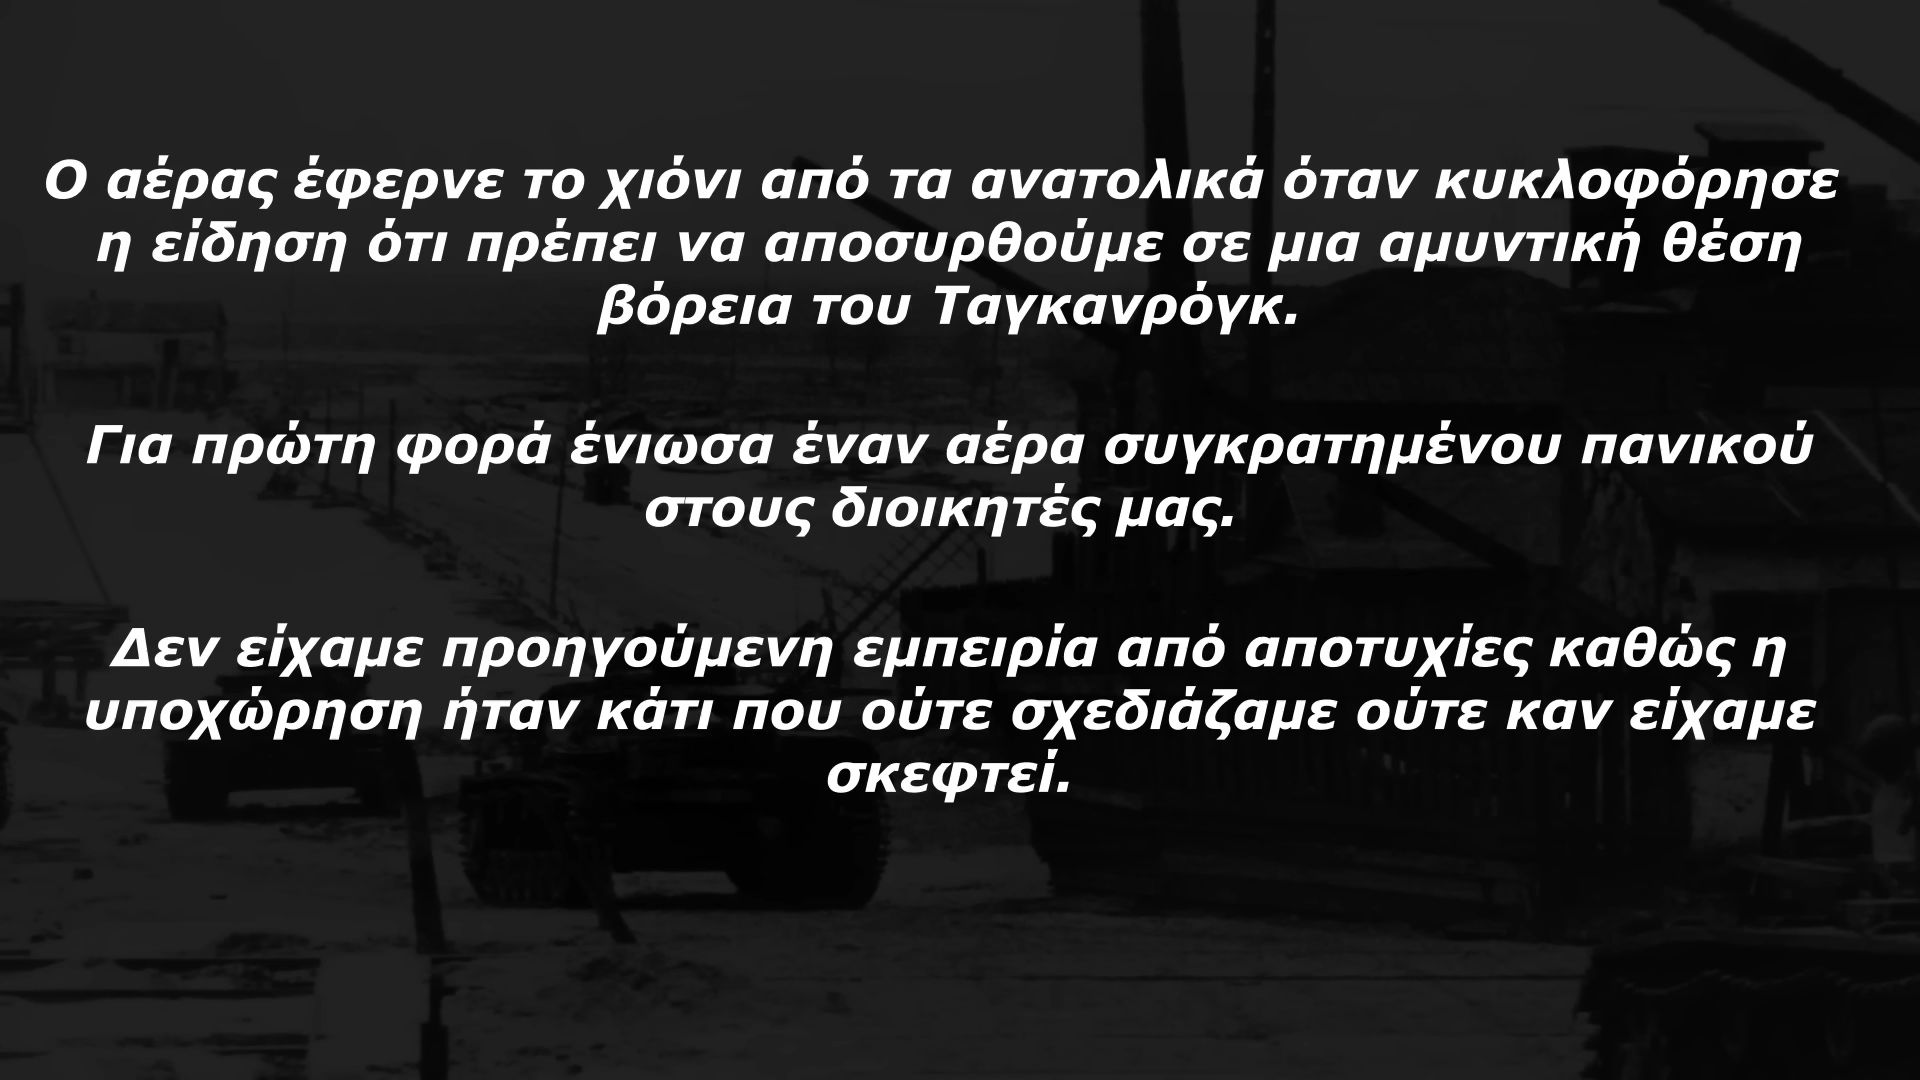 Ο αέρας έφερνε το χιόνι από τα ανατολικά όταν κυκλοφόρησε
η είδηση ότι πρέπει να αποσυρθούμε σε μια αμυντική θέση
βόρεια του Ταγκανρόγκ.
Για πρώτη φορά ένιωσα έναν αέρα συγκρατημένου πανικού
στους διοικητές μας.
Δεν είχαμε προηγούμενη εμπειρία από αποτυχίες καθώς η
υποχώρηση ήταν κάτι που ούτε σχεδιάζαμε ούτε καν είχαμε
σκεφτεί.